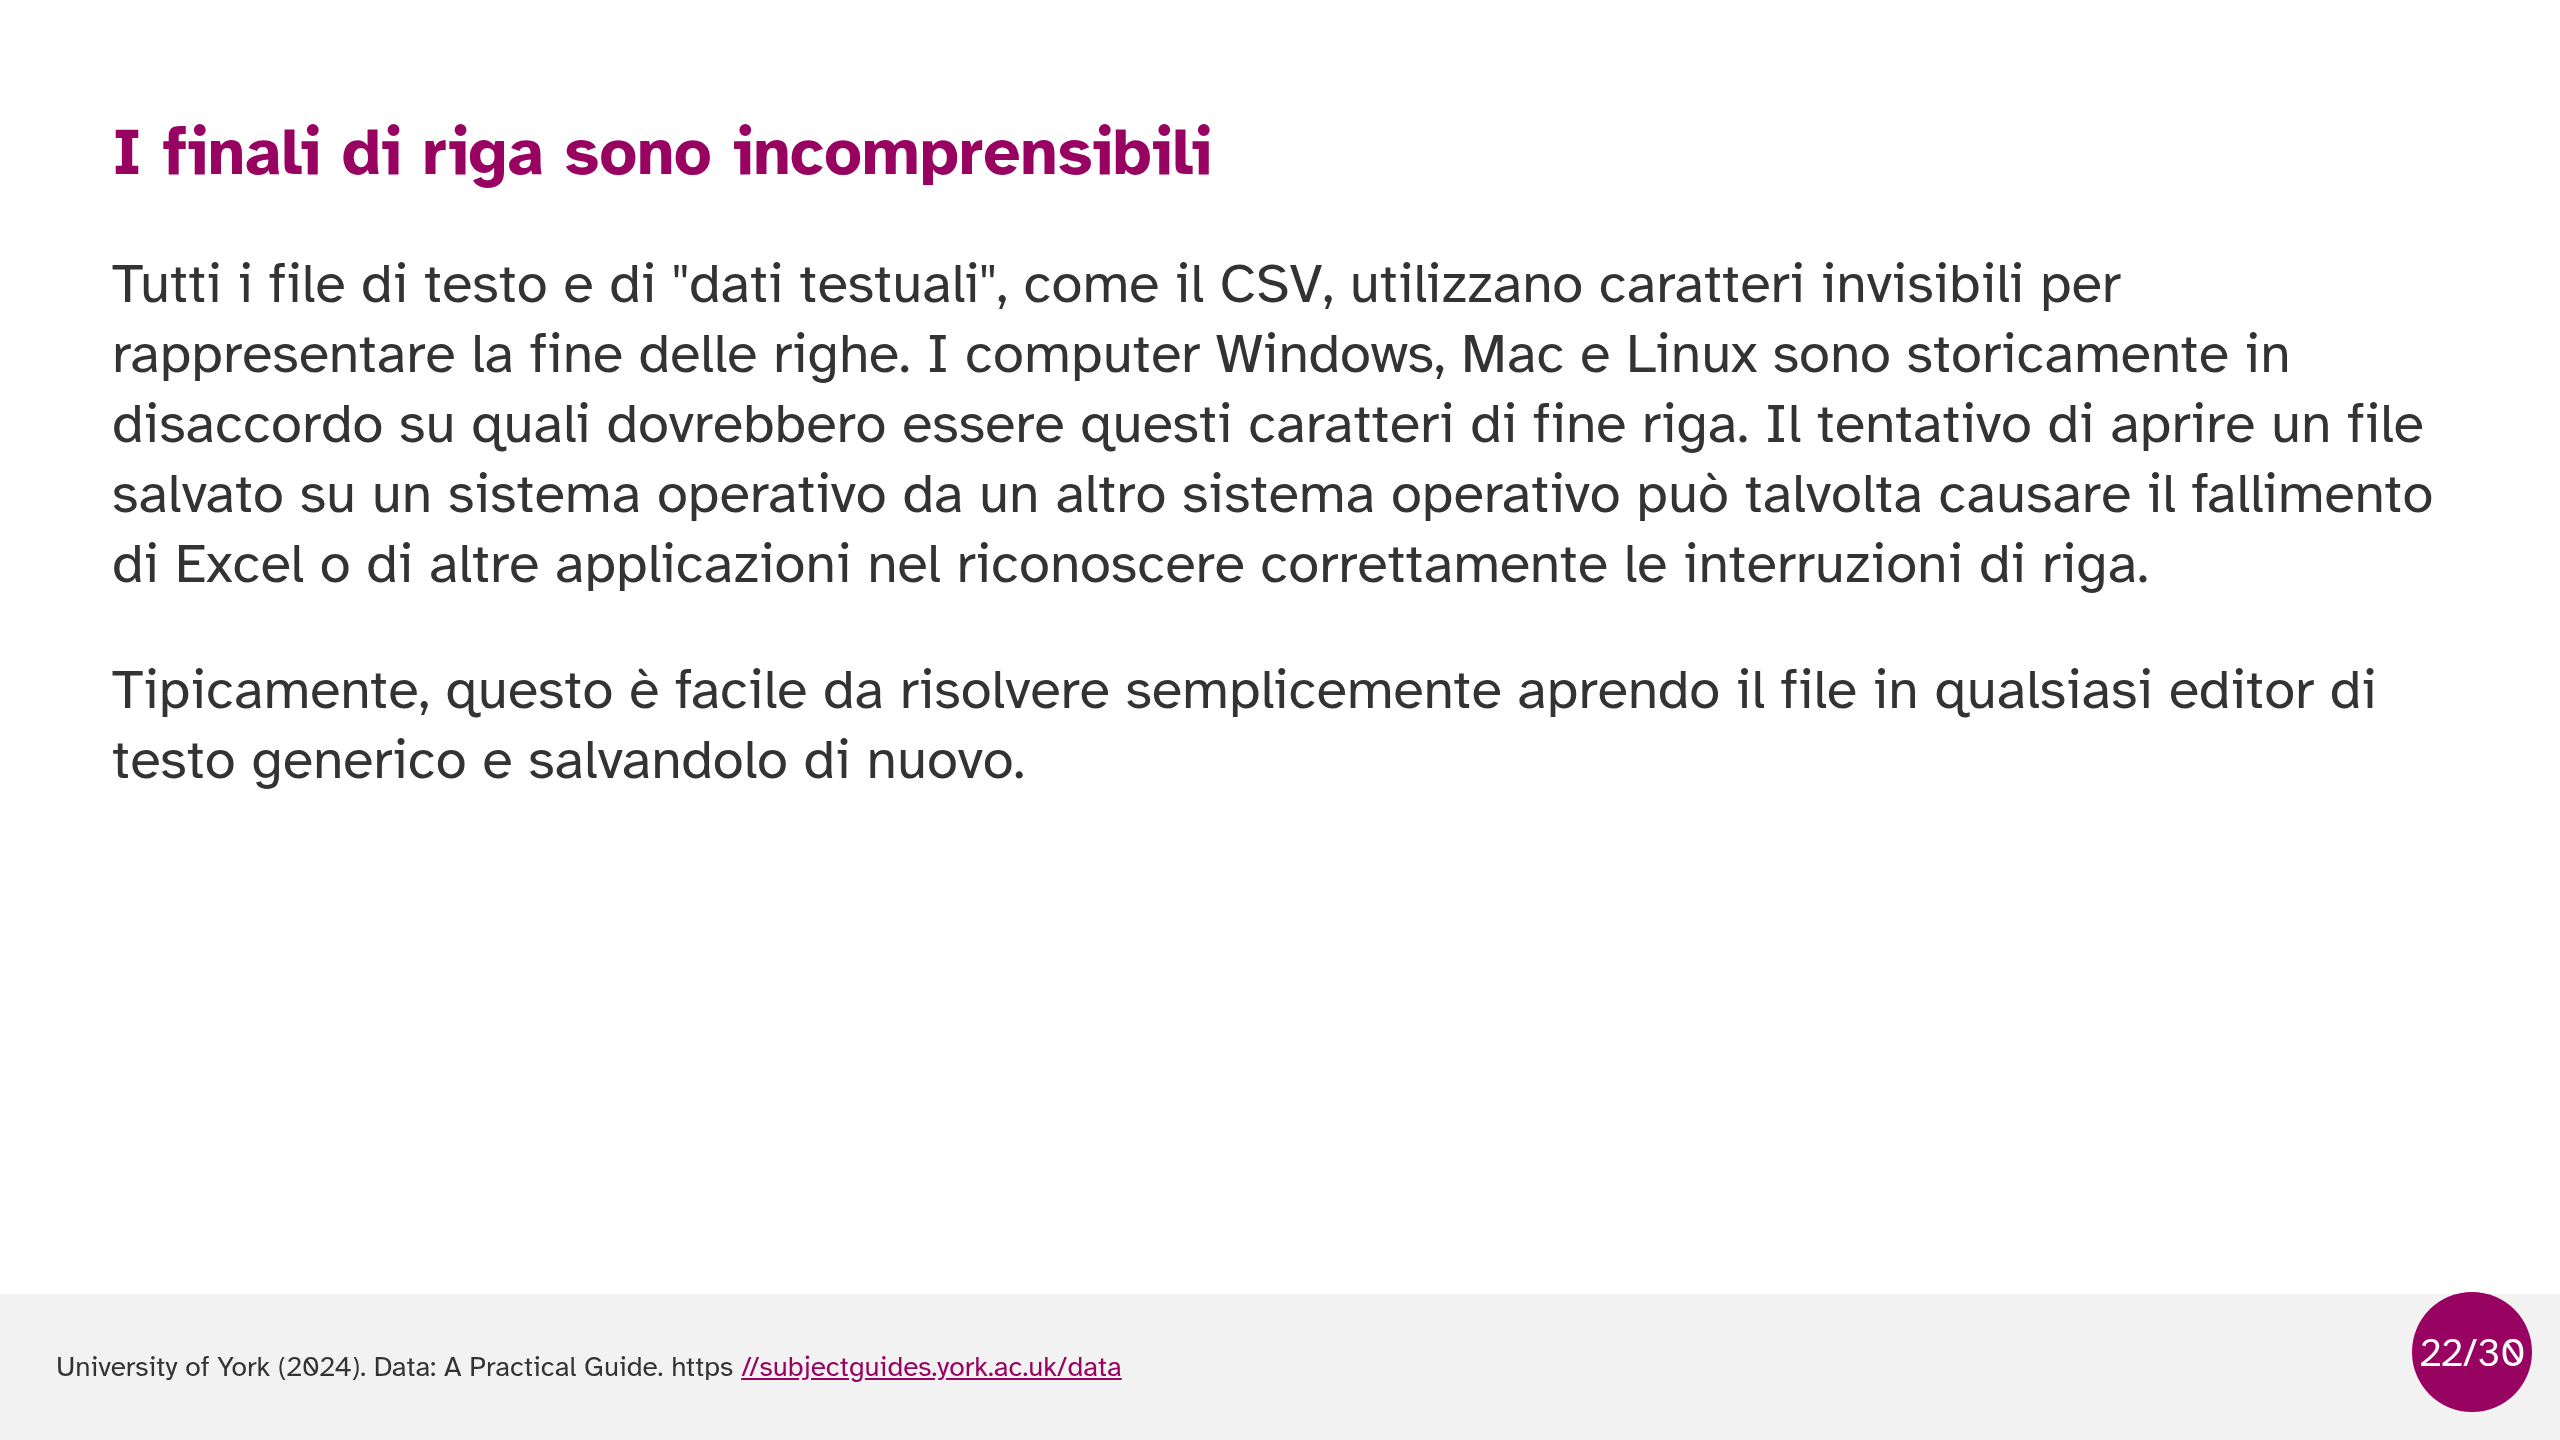 I finali di riga sono incomprensibili
Tutti i file di testo e di "dati testuali", come il CSV, utilizzano caratteri invisibili per
rappresentare la fine delle righe. I computer Windows, Mac e Linux sono storicamente in
disaccordo su quali dovrebbero essere questi caratteri di fine riga. Il tentativo di aprire un file
salvato su un sistema operativo da un altro sistema operativo può talvolta causare il fallimento
di Excel o di altre applicazioni nel riconoscere correttamente le interruzioni di riga.
Tipicamente, questo è facile da risolvere semplicemente aprendo il file in qualsiasi editor di
testo generico e salvandolo di nuovo.
University of York (2024). Data: A Practical Guide. https //subjectguides.york.ac.uk/data
22/30